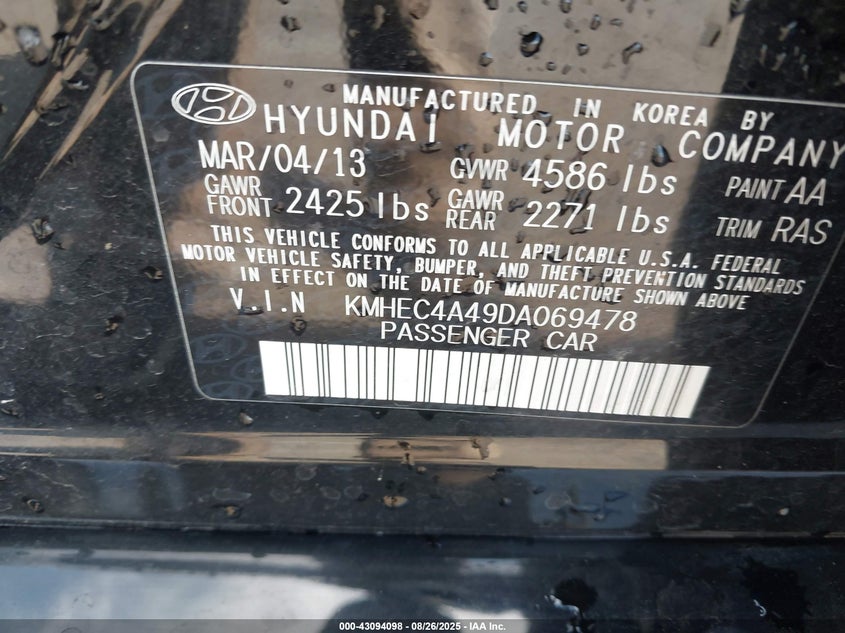 MANUFACTURED IN KOREA BY
HYUNDAI MOTOR COMPANY
MAR/04/13 GVWR 4586 lbs PAINT AA
GAWR FRONT 2425 lbs GAWR REAR 2271 lbs TRIM RAS
THIS VEHICLE CONFORMS TO ALL APPLICABLE U.S.A. FEDERAL
MOTOR VEHICLE SAFETY, BUMPER, AND THEFT PREVENTION STANDARDS
IN EFFECT ON THE DATE OF MANUFACTURE SHOWN ABOVE
V.I.N KMHEC4A49DA069478
PASSENGER CAR
000-43094098 - 08/26/2025 - IAA Inc.